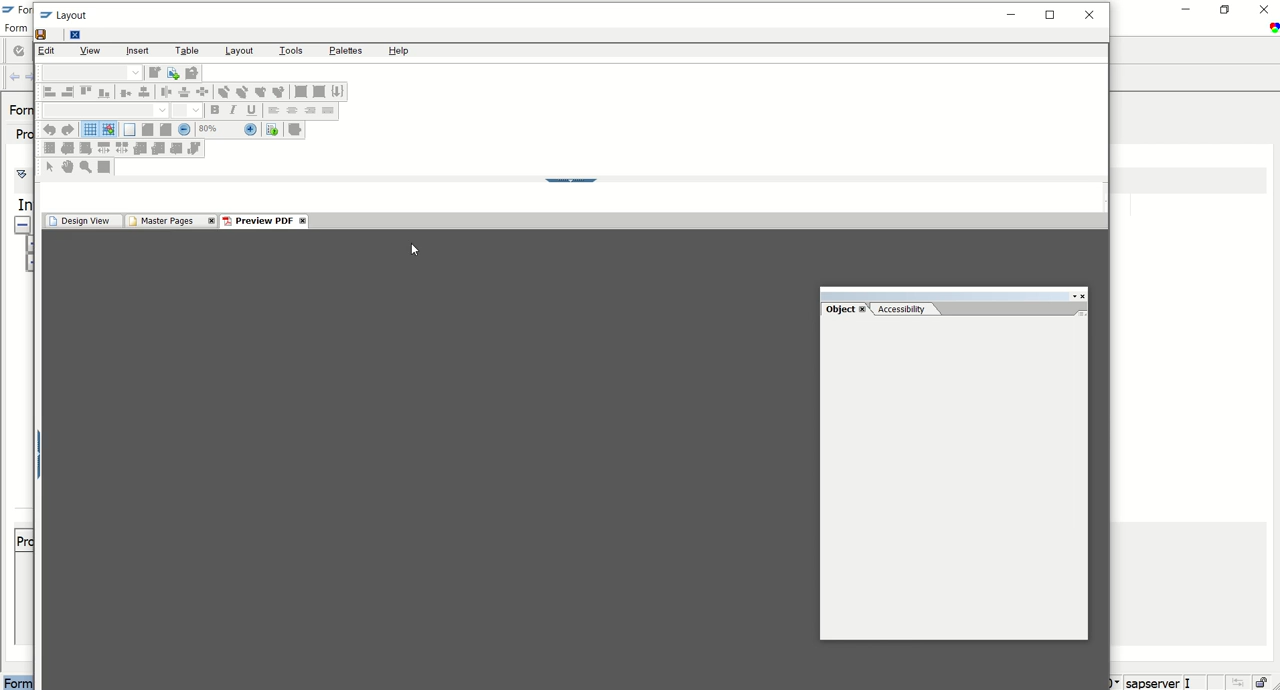 For
Layout
Form
Edit View Insert Table Layout Tools Palettes Help
B I U
80%
Form
Pro
Design View Master Pages Preview PDF
In
Object Accessibility
Pro
Form
sapserver